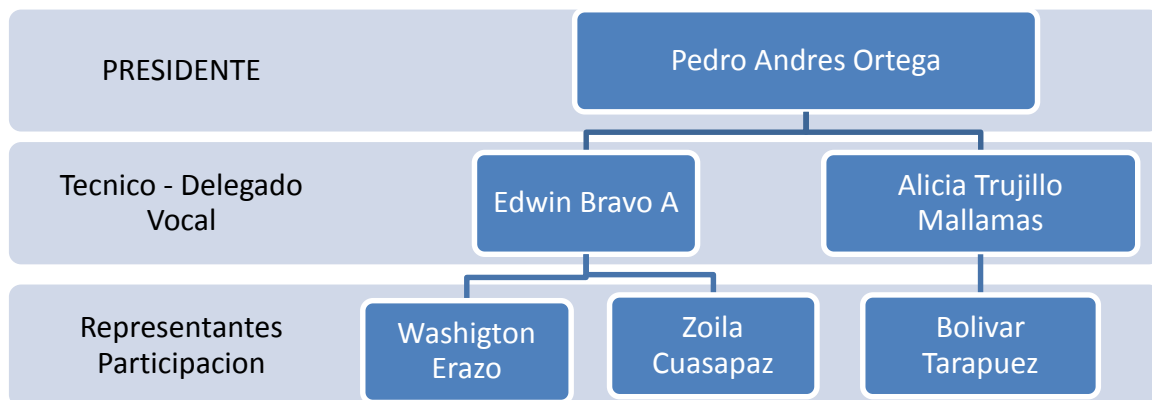 PRESIDENTE
Pedro Andres Ortega
Tecnico - Delegado
Vocal
Edwin Bravo A
Alicia Trujillo
Mallamas
Representantes
Participacion
Washigton
Erazo
Zoila
Cuasapaz
Bolivar
Tarapuez